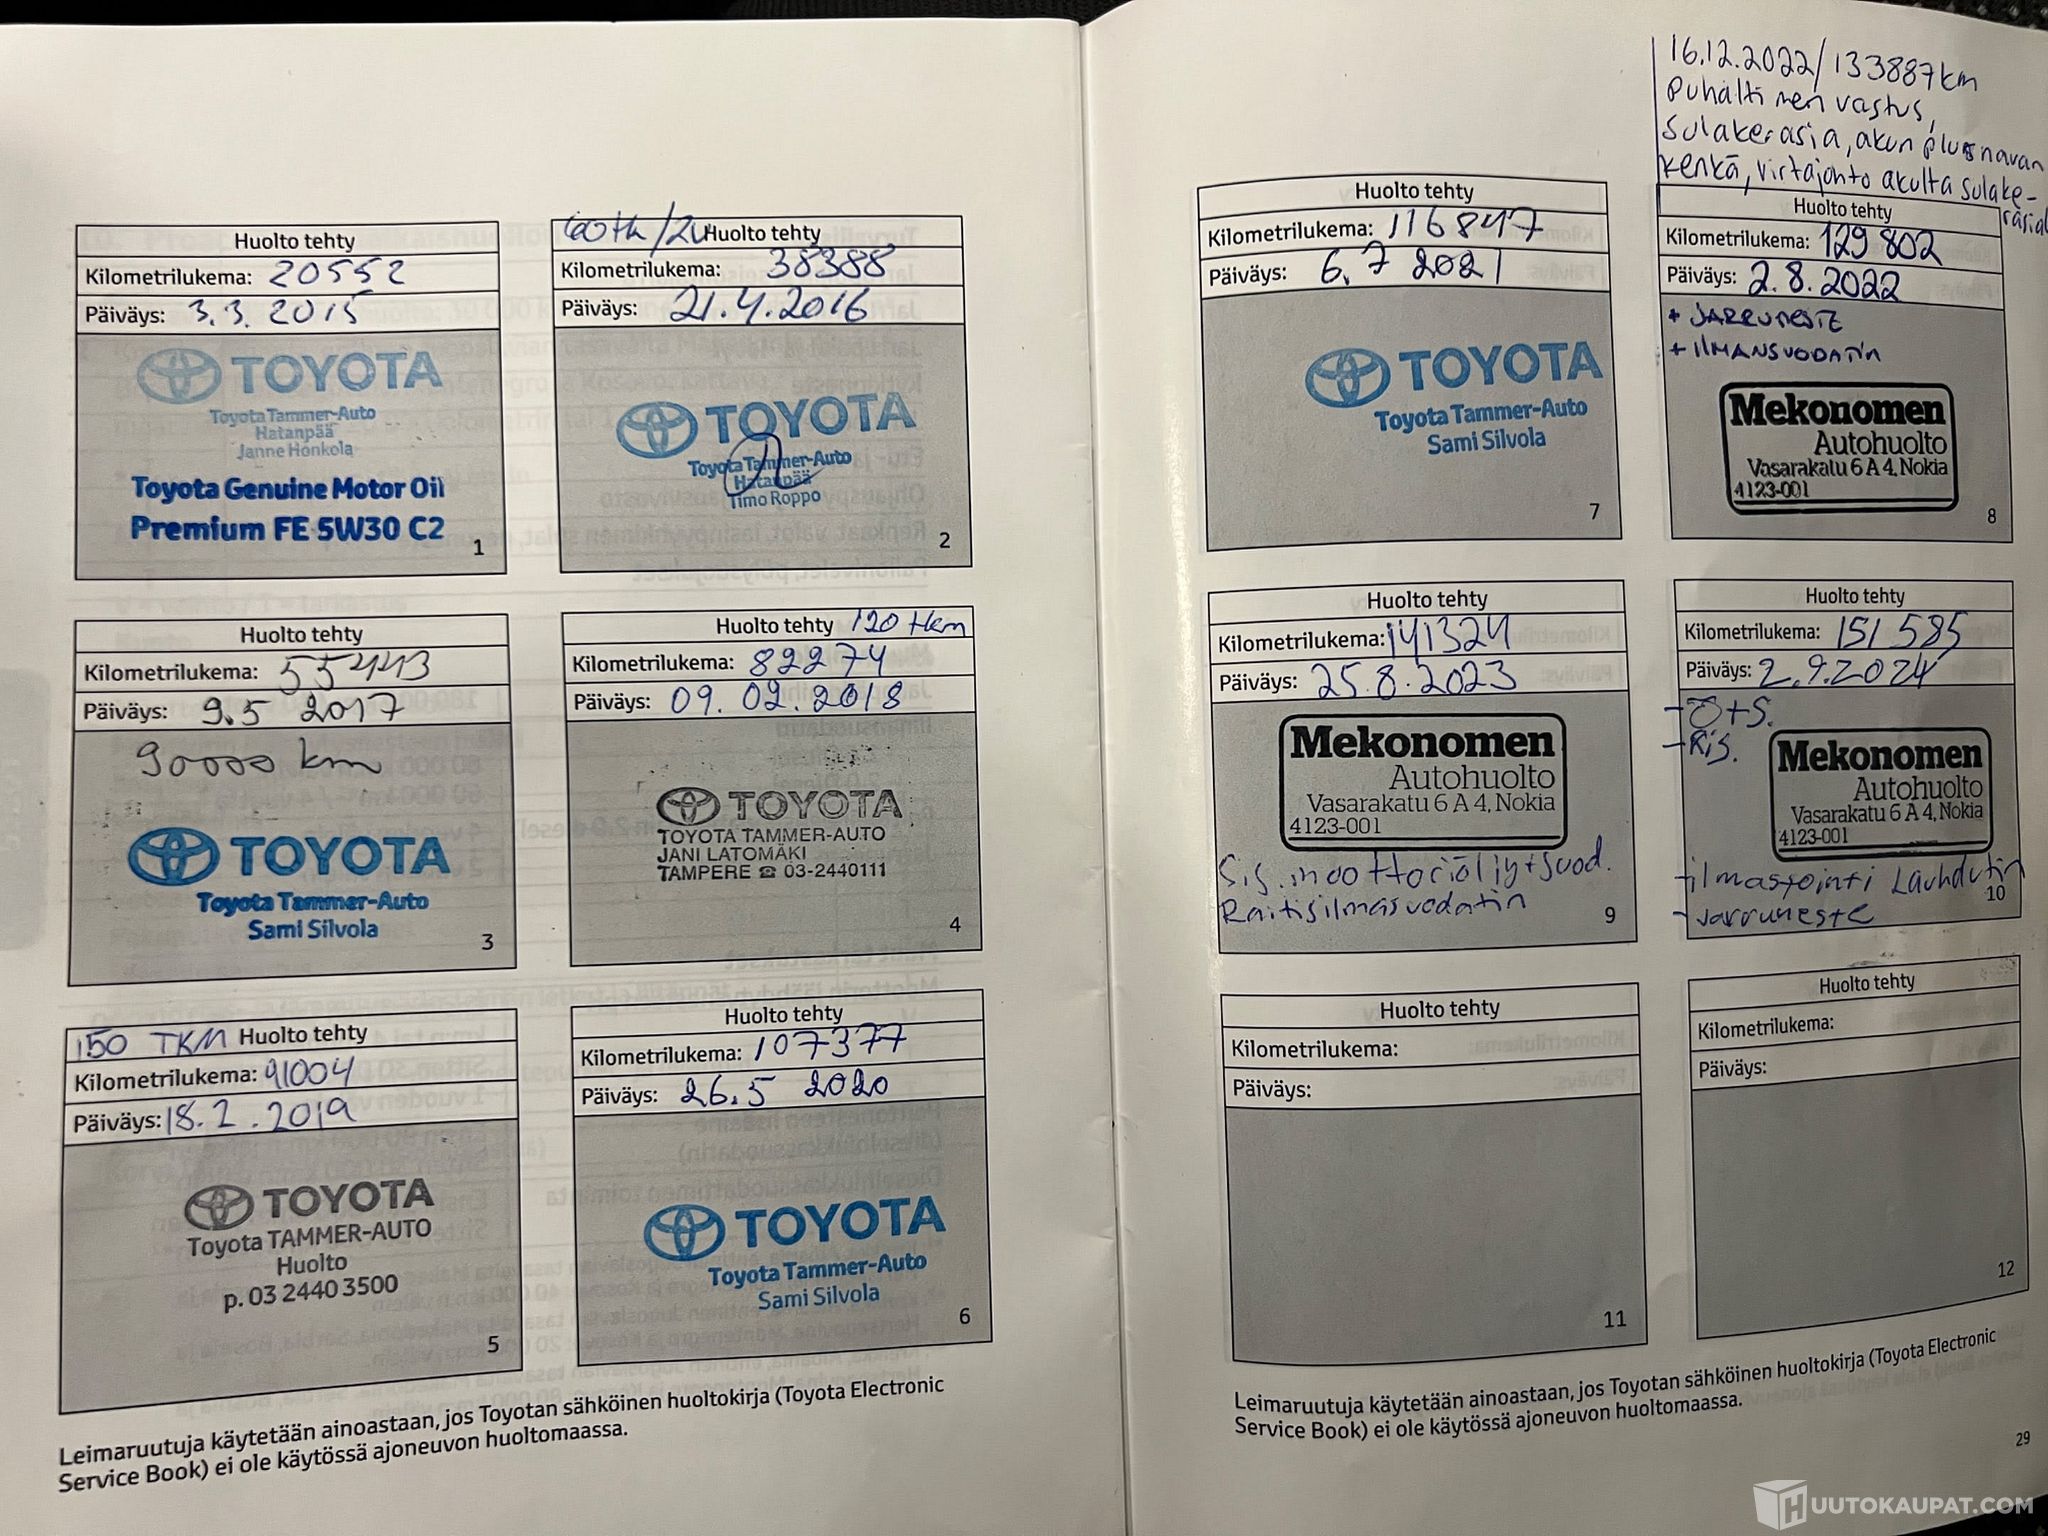 Huolto tehty
Kilometrilukema: 20552
Päiväys: 3.3. 2015
TOYOTA
Toyota Tammer-Auto
Hatanpää
Janne Honkola
Toyota Genuine Motor Oil
Premium FE 5W30 C2
1
Huolto tehty
Kilometrilukema: 38388
Päiväys: 21.4.2016
TOYOTA
Toyota Tammer-Auto
Hatanpää
Timo Roppo
2
Huolto tehty
Kilometrilukema: 55443
Päiväys: 9.5 2017
90000 km
TOYOTA
Toyota Tammer-Auto
Sami Silvola
3
Huolto tehty 120 tkm
Kilometrilukema: 82274
Päiväys: 09. 02. 2018
TOYOTA
TOYOTA TAMMER-AUTO
JANI LATOMÄKI
TAMPERE ☎ 03-2440111
4
150 TKM Huolto tehty
Kilometrilukema: 91004
Päiväys: 18. 2. 2019
TOYOTA
Toyota TAMMER-AUTO
Huolto
p. 03 2440 3500
5
Huolto tehty
Kilometrilukema: 107377
Päiväys: 26.5 2020
TOYOTA
Toyota Tammer-Auto
Sami Silvola
6
Leimaruutuja käytetään ainoastaan, jos Toyotan sähköinen huoltokirja (Toyota Electronic
Service Book) ei ole käytössä ajoneuvon huoltomaassa.
16.12.2022/133887km
Puhaltimen vastus,
Sulakerasia, akun plusnavan
kenkä, virtajohto akulta sulake-
rasial
Huolto tehty
Kilometrilukema: 116847
Päiväys: 6.7 2021
TOYOTA
Toyota Tammer-Auto
Sami Silvola
7
Huolto tehty
Kilometrilukema: 129 802
Päiväys: 2.8.2022
+ JARRUNESTE
+ ILMANSUODATIN
Mekonomen
Autohuolto
Vasarakatu 6 A 4, Nokia
4123-001
8
Huolto tehty
Kilometrilukema: 141324
Päiväys: 25.8.2023
Mekonomen
Autohuolto
Vasarakatu 6 A 4, Nokia
4123-001
Sis. moottoriöljy+suod.
Raitisilmasuodatin
9
Huolto tehty
Kilometrilukema: 151 585
Päiväys: 2.9.2024
- Ö+S.
- Ris.
Mekonomen
Autohuolto
Vasarakatu 6 A 4, Nokia
4123-001
- ilmastointi Lauhdutin
- Jarruneste
10
Huolto tehty
Kilometrilukema:
Päiväys:
11
Huolto tehty
Kilometrilukema:
Päiväys:
12
Leimaruutuja käytetään ainoastaan, jos Toyotan sähköinen huoltokirja (Toyota Electronic
Service Book) ei ole käytössä ajoneuvon huoltomaassa.
29
HUUTOKAUPAT.COM